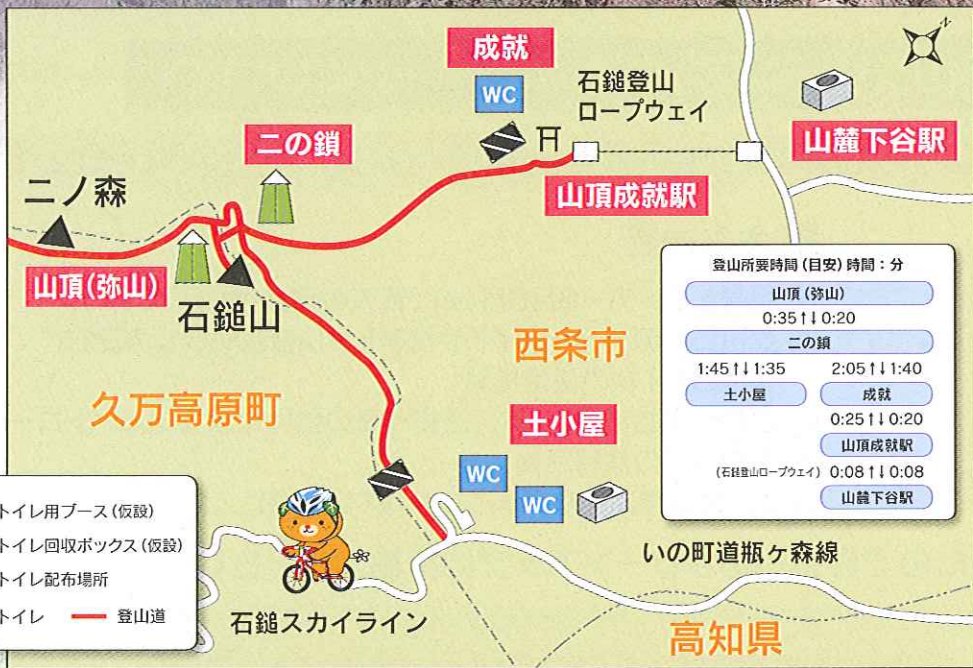 N
成就
WC
石鎚登山
ロープウェイ
山麓下谷駅
二の鎖
山頂成就駅
二ノ森
山頂(弥山)
石鎚山
西条市
久万高原町
土小屋
WC
WC
登山所要時間(目安)時間:分
山頂(弥山)
0:35↑↓0:20
二の鎖
1:45↑↓1:35 2:05↑↓1:40
土小屋 成就
0:25↑↓0:20
山頂成就駅
(石鎚登山ロープウェイ) 0:08↑↓0:08
山麓下谷駅
トイレ用ブース(仮設)
トイレ回収ボックス(仮設)
トイレ配布場所
トイレ 登山道
石鎚スカイライン
いの町道瓶ヶ森線
高知県